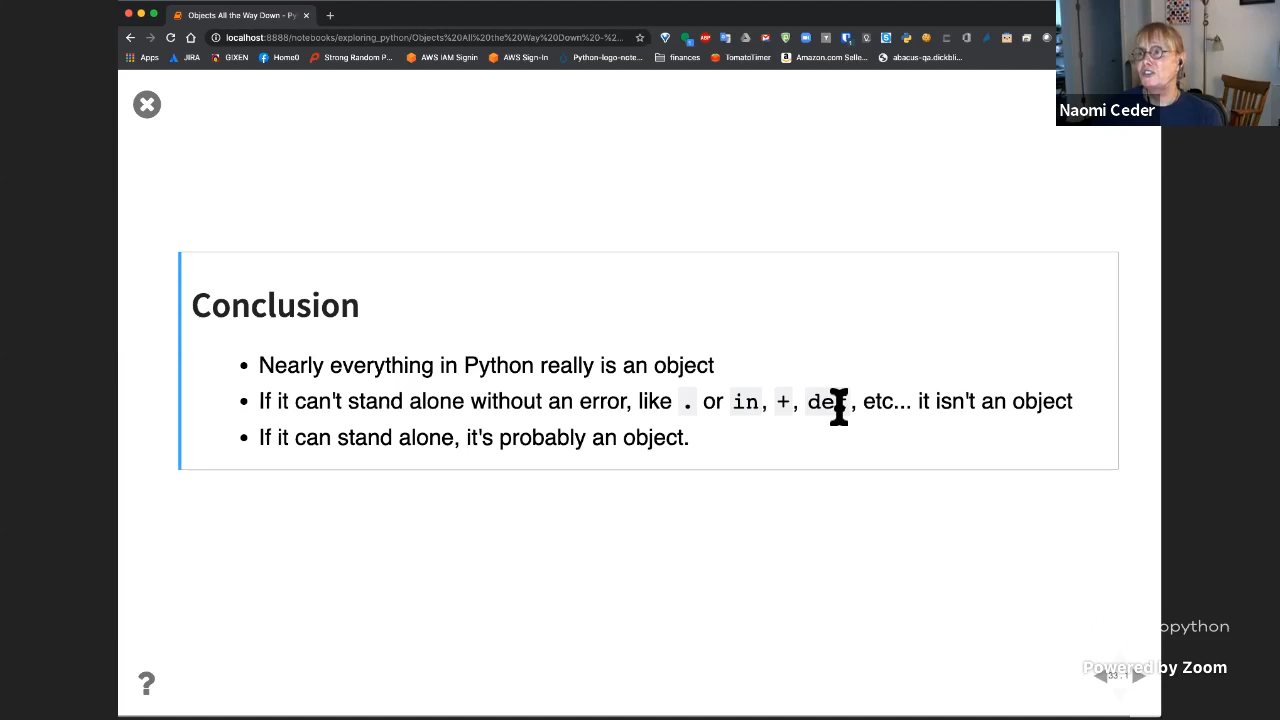 Objects All the Way Down - Py
localhost:8888/notebooks/exploring_python/Objects%20All%20the%20Way%20Down%20-%2...
Apps JIRA GIXEN Home0 Strong Random P... AWS IAM Signin AWS Sign-In Python-logo-note... finances TomatoTimer Amazon.com Selle... abacus-qa.dickbli...
Naomi Ceder
Conclusion
• Nearly everything in Python really is an object
• If it can't stand alone without an error, like . or in, +, def, etc... it isn't an object
• If it can stand alone, it's probably an object.
opython
Powered by Zoom
33.1
?